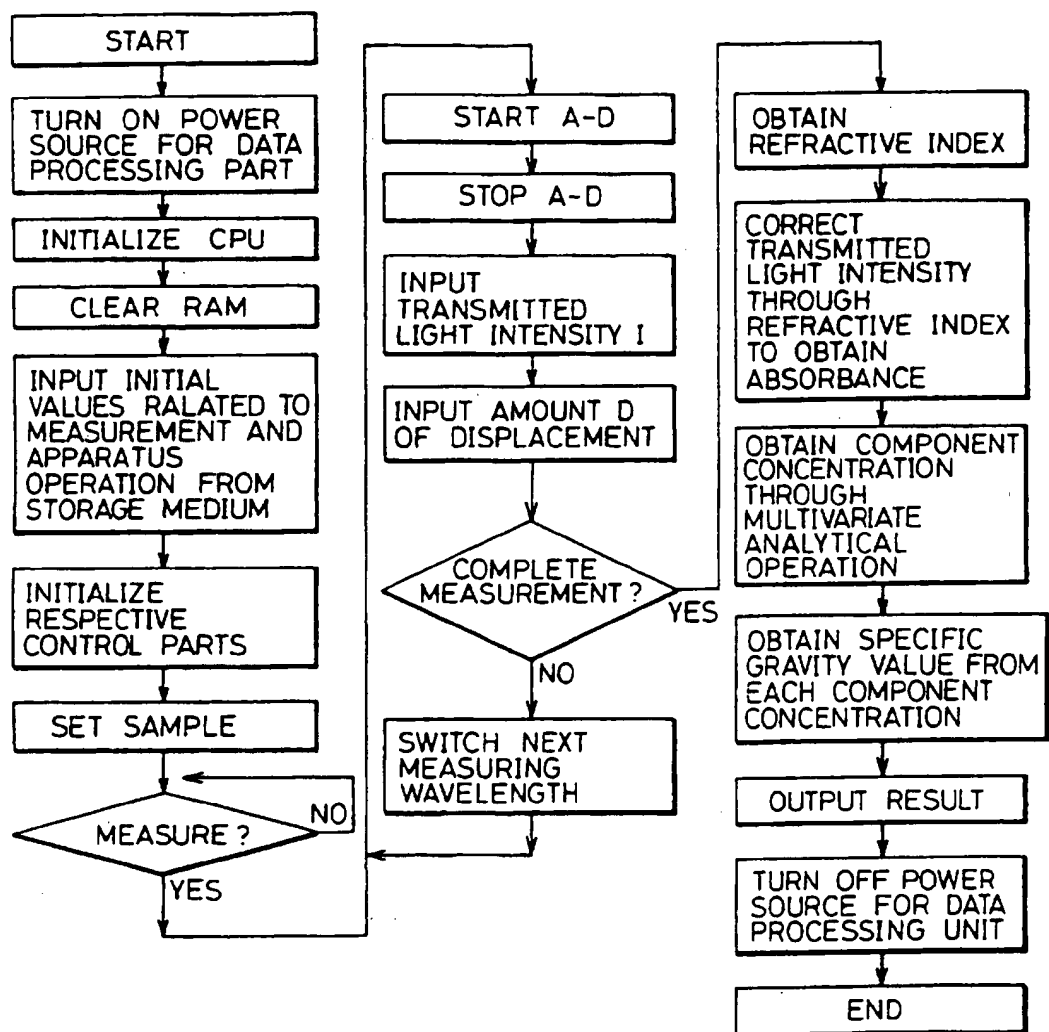 START
TURN ON POWER
SOURCE FOR DATA
PROCESSING PART
INITIALIZE CPU
CLEAR RAM
INPUT INITIAL
VALUES RALATED TO
MEASUREMENT AND
APPARATUS
OPERATION FROM
STORAGE MEDIUM
INITIALIZE
RESPECTIVE
CONTROL PARTS
SET SAMPLE
MEASURE?
NO
YES
START A-D
STOP A-D
INPUT
TRANSMITTED
LIGHT INTENSITY I
INPUT AMOUNT D
OF DISPLACEMENT
COMPLETE
MEASUREMENT?
YES
NO
SWITCH NEXT
MEASURING
WAVELENGTH
OBTAIN
REFRACTIVE INDEX
CORRECT
TRANSMITTED
LIGHT INTENSITY
THROUGH
REFRACTIVE INDEX
TO OBTAIN
ABSORBANCE
OBTAIN COMPONENT
CONCENTRATION
THROUGH
MULTIVARIATE
ANALYTICAL
OPERATION
OBTAIN SPECIFIC
GRAVITY VALUE FROM
EACH COMPONENT
CONCENTRATION
OUTPUT RESULT
TURN OFF POWER
SOURCE FOR DATA
PROCESSING UNIT
END